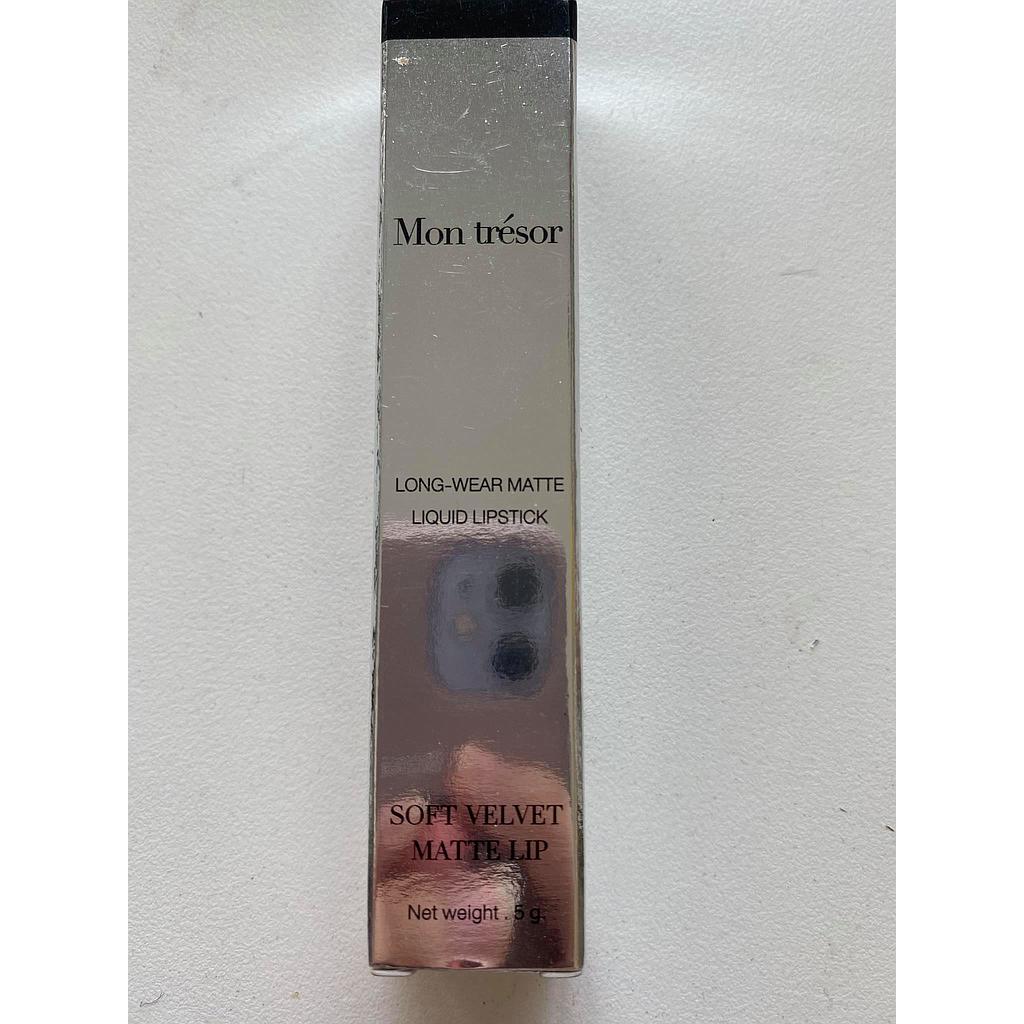 Mon trésor
LONG-WEAR MATTE
LIQUID LIPSTICK
SOFT VELVET
MATTE LIP
Net weight . 5 g.